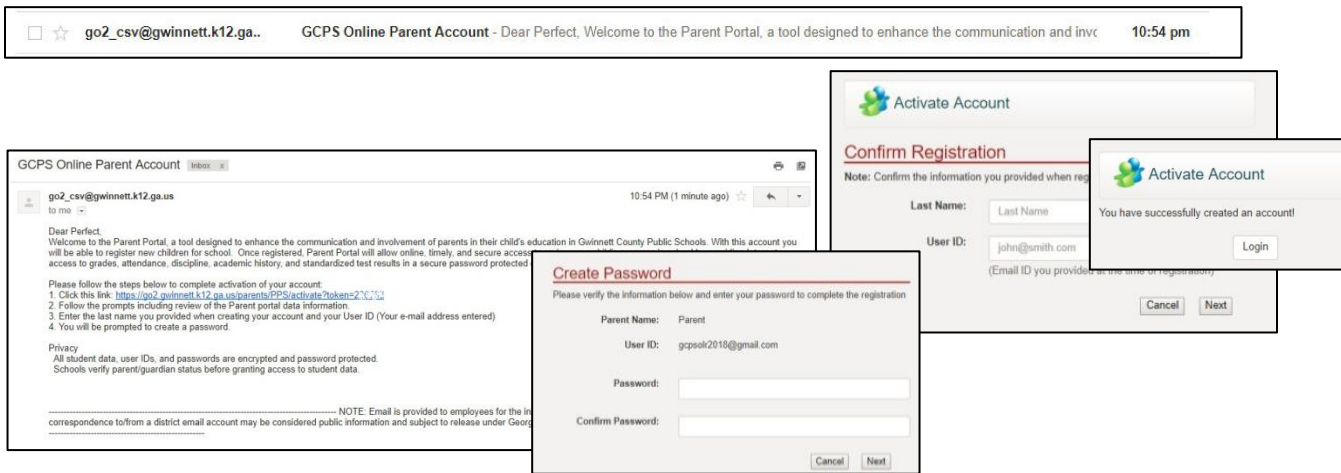 go2_csv@gwinnett.k12.ga.. GCPS Online Parent Account - Dear Perfect, Welcome to the Parent Portal, a tool designed to enhance the communication and invo 10:54 pm
GCPS Online Parent Account Inbox x
go2_csv@gwinnett.k12.ga.us 10:54 PM (1 minute ago)
to me
Dear Perfect,
Welcome to the Parent Portal, a tool designed to enhance the communication and involvement of parents in their child's education in Gwinnett County Public Schools. With this account you
will be able to register new children for school. Once registered, Parent Portal will allow online, timely, and secure access
access to grades, attendance, discipline, academic history, and standardized test results in a secure password protected
Please follow the steps below to complete activation of your account:
1. Click this link: https://go2.gwinnett.k12.ga.us/parents/PPS/activate?token=2
2. Follow the prompts including review of the Parent portal data information.
3. Enter the last name you provided when creating your account and your User ID (Your e-mail address entered)
4. You will be prompted to create a password.
Privacy
All student data, user IDs, and passwords are encrypted and password protected.
Schools verify parent/guardian status before granting access to student data.
NOTE: Email is provided to employees for the in
correspondence to/from a district email account may be considered public information and subject to release under Georg
Create Password
Please verify the information below and enter your password to complete the registration
Parent Name: Parent
User ID: gcpsolr2018@gmail.com
Password:
Confirm Password:
Cancel Next
Activate Account
Confirm Registration
Note: Confirm the information you provided when reg
Last Name: Last Name
User ID: john@smith.com
(Email ID you provided at the time of registration)
Cancel Next
Activate Account
You have successfully created an account!
Login